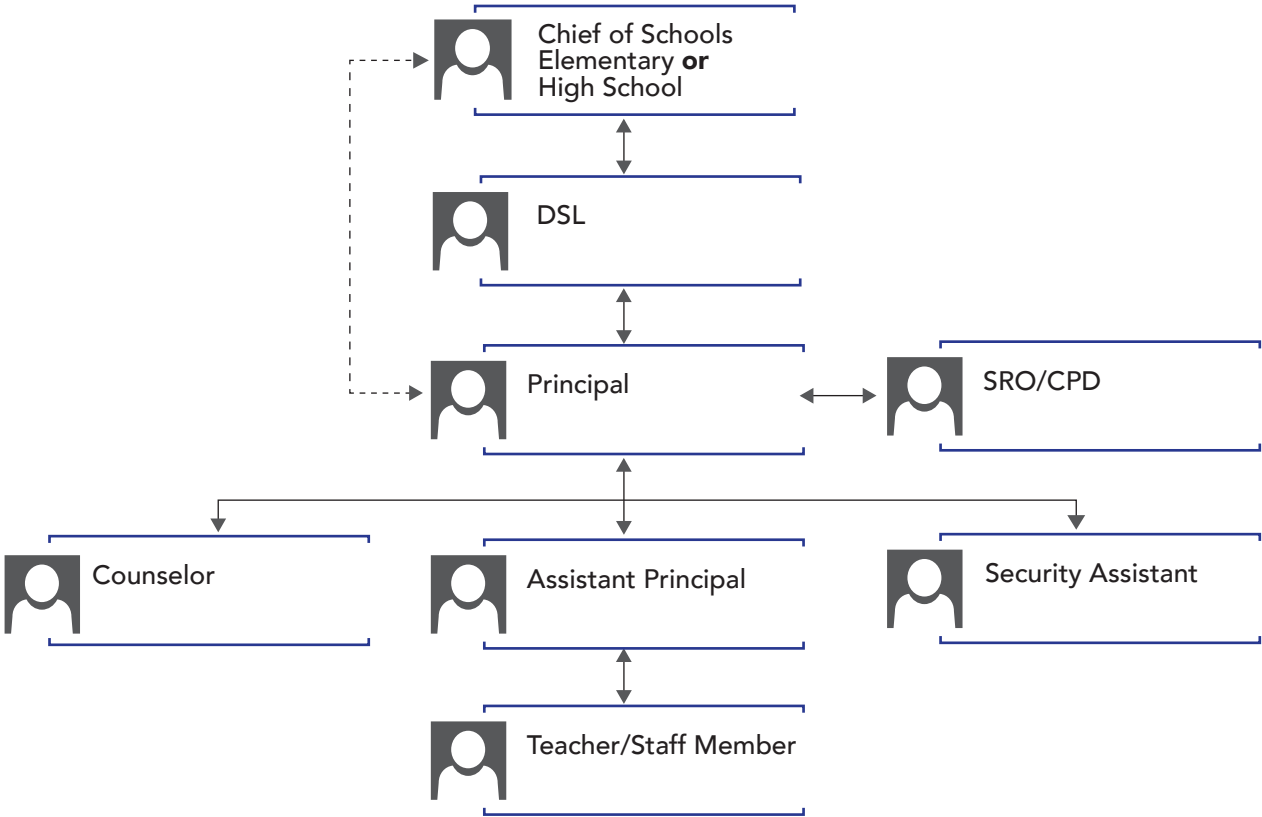 Chief of Schools
Elementary or
High School
DSL
Principal
SRO/CPD
Counselor
Assistant Principal
Security Assistant
Teacher/Staff Member